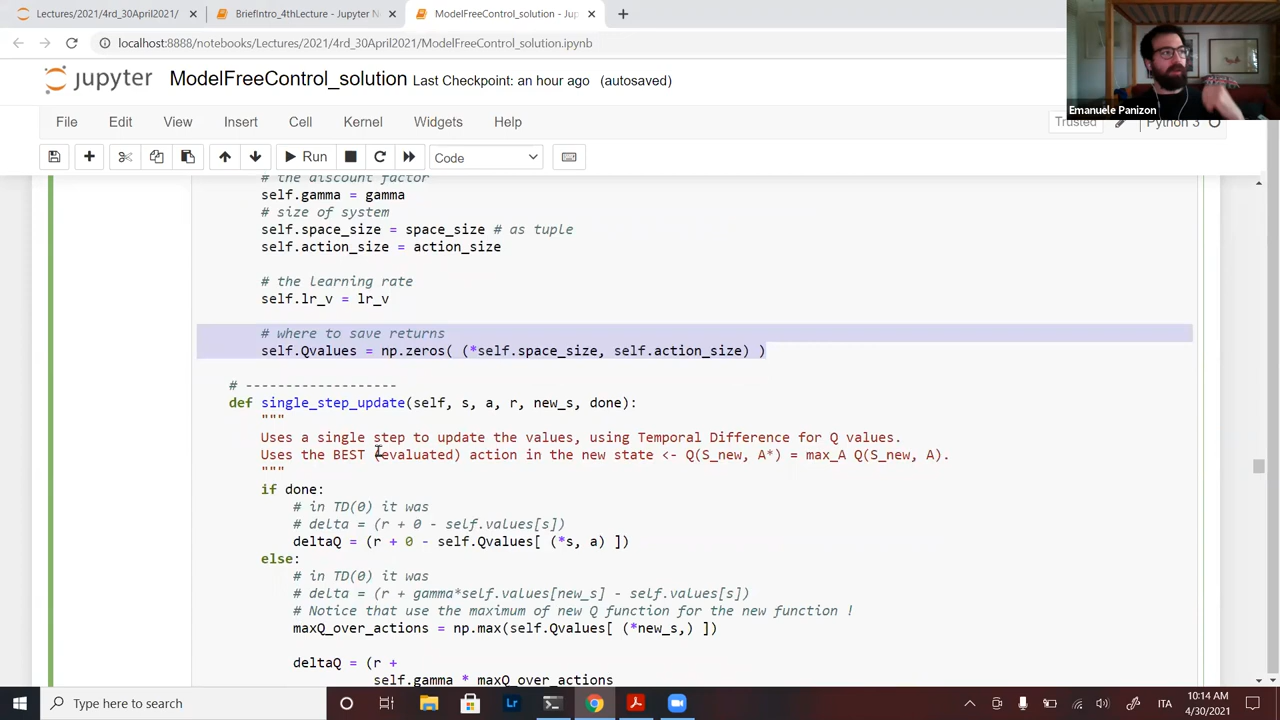 Lectures/2021/4rd_30April2021/
BriefIntro_4thLecture - Jupyter N
ModelFreeControl_solution - Jup
localhost:8888/notebooks/Lectures/2021/4rd_30April2021/ModelFreeControl_solution.ipynb
Emanuele Panizon
jupyter
ModelFreeControl_solution
Last Checkpoint: an hour ago (autosaved)
File Edit View Insert Cell Kernel Widgets Help
Trusted
Python 3
Run
Code
# the discount factor
self.gamma = gamma
# size of system
self.space_size = space_size # as tuple
self.action_size = action_size
# the learning rate
self.lr_v = lr_v
# where to save returns
self.Qvalues = np.zeros( (*self.space_size, self.action_size) )
# -------------------
def single_step_update(self, s, a, r, new_s, done):
"""
Uses a single step to update the values, using Temporal Difference for Q values.
Uses the BEST (evaluated) action in the new state <- Q(S_new, A*) = max_A Q(S_new, A).
"""
if done:
# in TD(0) it was
# delta = (r + 0 - self.values[s])
deltaQ = (r + 0 - self.Qvalues[ (*s, a) ])
else:
# in TD(0) it was
# delta = (r + gamma*self.values[new_s] - self.values[s])
# Notice that use the maximum of new Q function for the new function !
maxQ_over_actions = np.max(self.Qvalues[ (*new_s,) ])
deltaQ = (r +
self.gamma * maxQ_over_actions
Type here to search
ITA
10:14 AM
4/30/2021